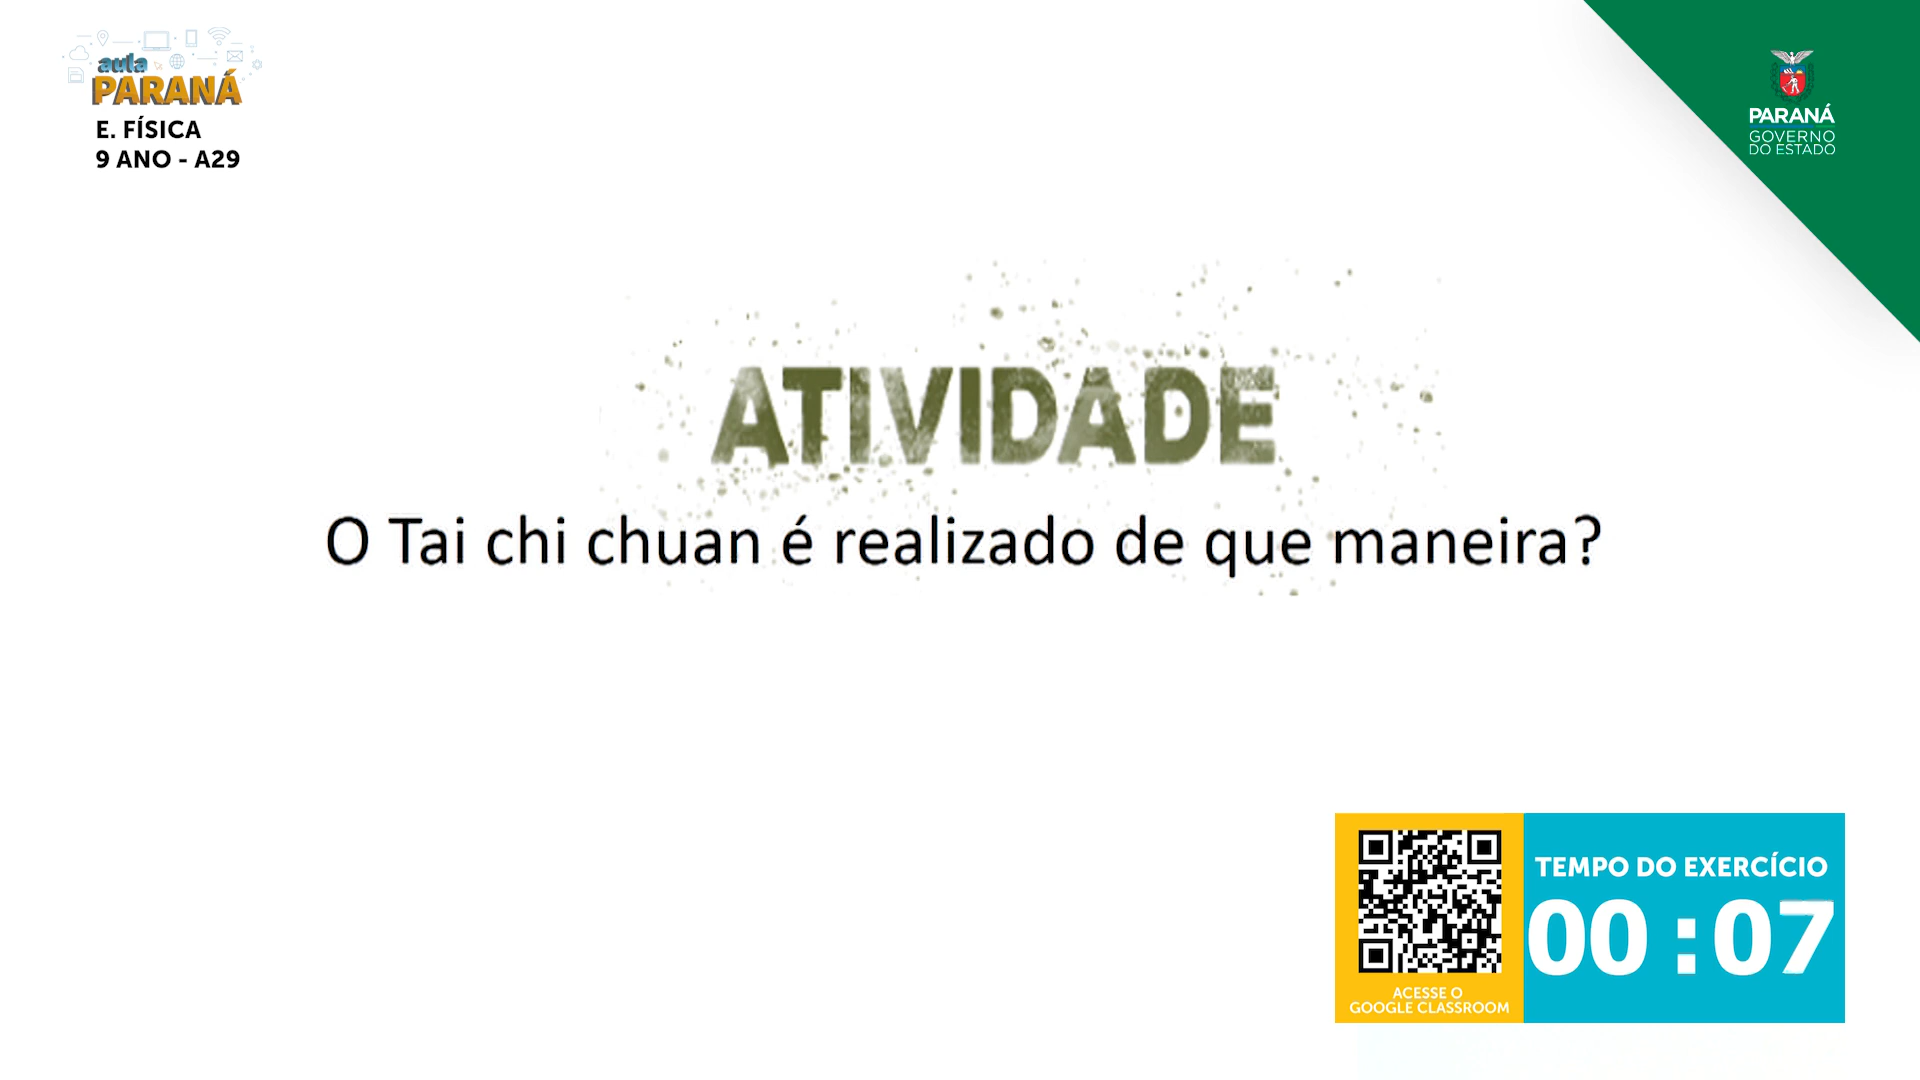 aula
PARANÁ
E. FÍSICA
9 ANO - A29
PARANÁ
GOVERNO
DO ESTADO
ATIVIDADE
O Tai chi chuan é realizado de que maneira?
TEMPO DO EXERCÍCIO
00:07
ACESSE O
GOOGLE CLASSROOM